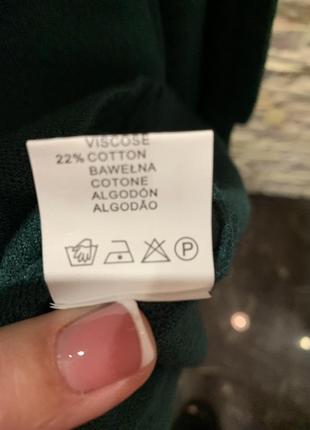 VISCOSE
22% COTTON
BAWEŁNA
COTONE
ALGODÓN
ALGODÃO
P